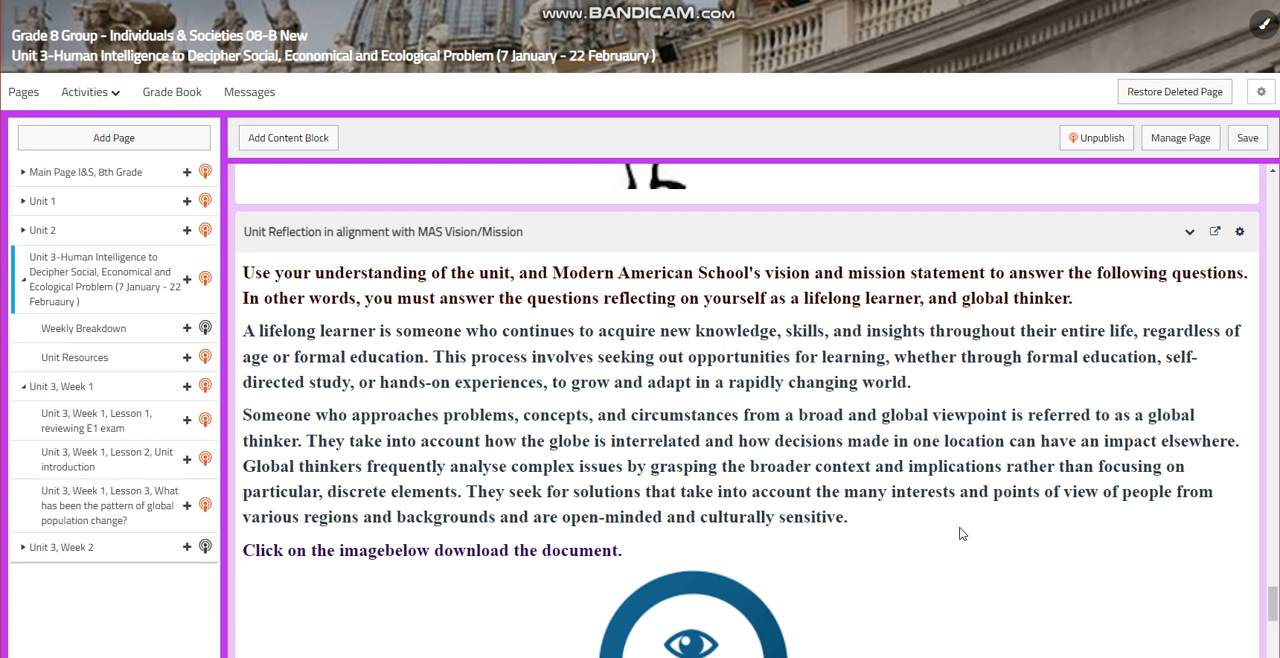 www.BANDICAM.com
Grade 8 Group - Individuals & Societies 08-B New
Unit 3-Human Intelligence to Decipher Social, Economical and Ecological Problem (7 January - 22 Februaury )
Pages
Activities
Grade Book
Messages
Restore Deleted Page
Add Page
Add Content Block
Unpublish
Manage Page
Save
Main Page I&S, 8th Grade
Unit 1
Unit 2
Unit 3-Human Intelligence to
Decipher Social, Economical and
Ecological Problem (7 January - 22
Februaury )
Weekly Breakdown
Unit Resources
Unit 3, Week 1
Unit 3, Week 1, Lesson 1,
reviewing E1 exam
Unit 3, Week 1, Lesson 2, Unit
introduction
Unit 3, Week 1, Lesson 3, What
has been the pattern of global
population change?
Unit 3, Week 2
Unit Reflection in alignment with MAS Vision/Mission
Use your understanding of the unit, and Modern American School's vision and mission statement to answer the following questions.
In other words, you must answer the questions reflecting on yourself as a lifelong learner, and global thinker.
A lifelong learner is someone who continues to acquire new knowledge, skills, and insights throughout their entire life, regardless of
age or formal education. This process involves seeking out opportunities for learning, whether through formal education, self-
directed study, or hands-on experiences, to grow and adapt in a rapidly changing world.
Someone who approaches problems, concepts, and circumstances from a broad and global viewpoint is referred to as a global
thinker. They take into account how the globe is interrelated and how decisions made in one location can have an impact elsewhere.
Global thinkers frequently analyse complex issues by grasping the broader context and implications rather than focusing on
particular, discrete elements. They seek for solutions that take into account the many interests and points of view of people from
various regions and backgrounds and are open-minded and culturally sensitive.
Click on the imagebelow download the document.